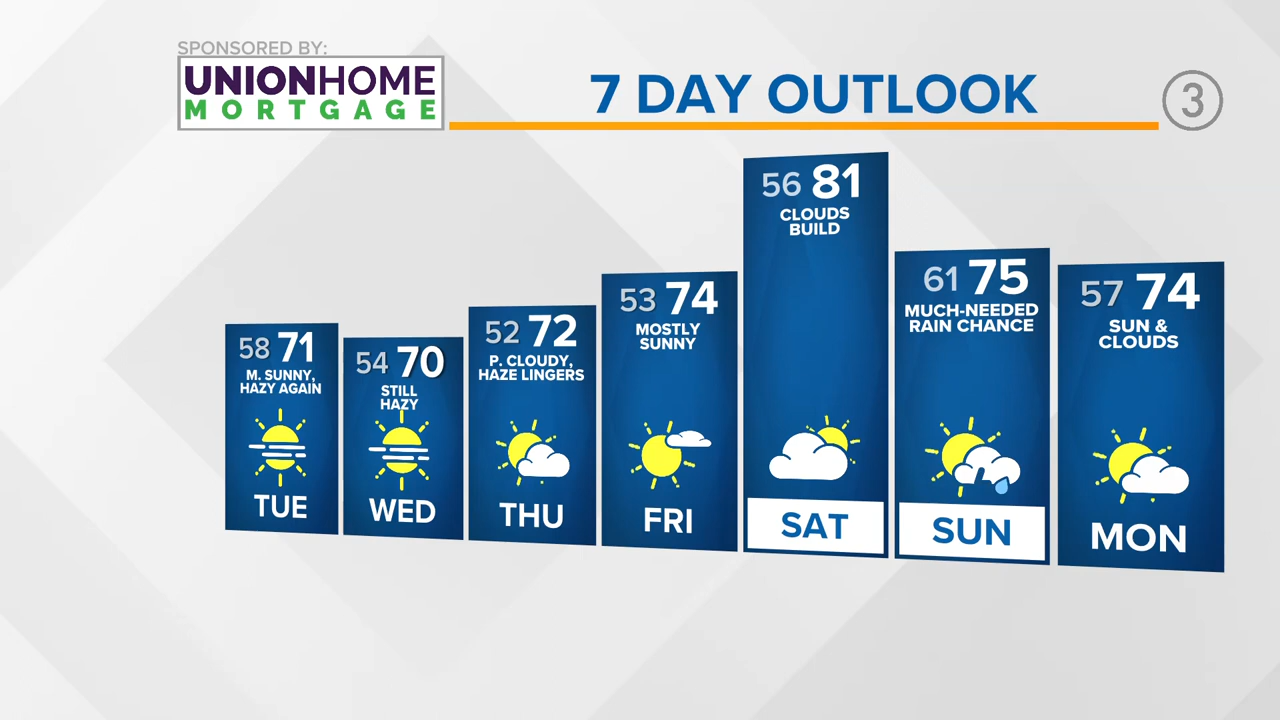 SPONSORED BY:
UNIONHOME
MORTGAGE
7 DAY OUTLOOK
3
58 71
M. SUNNY,
HAZY AGAIN
TUE
54 70
STILL
HAZY
WED
52 72
P. CLOUDY,
HAZE LINGERS
THU
53 74
MOSTLY
SUNNY
FRI
56 81
CLOUDS
BUILD
SAT
61 75
MUCH-NEEDED
RAIN CHANCE
SUN
57 74
SUN &
CLOUDS
MON